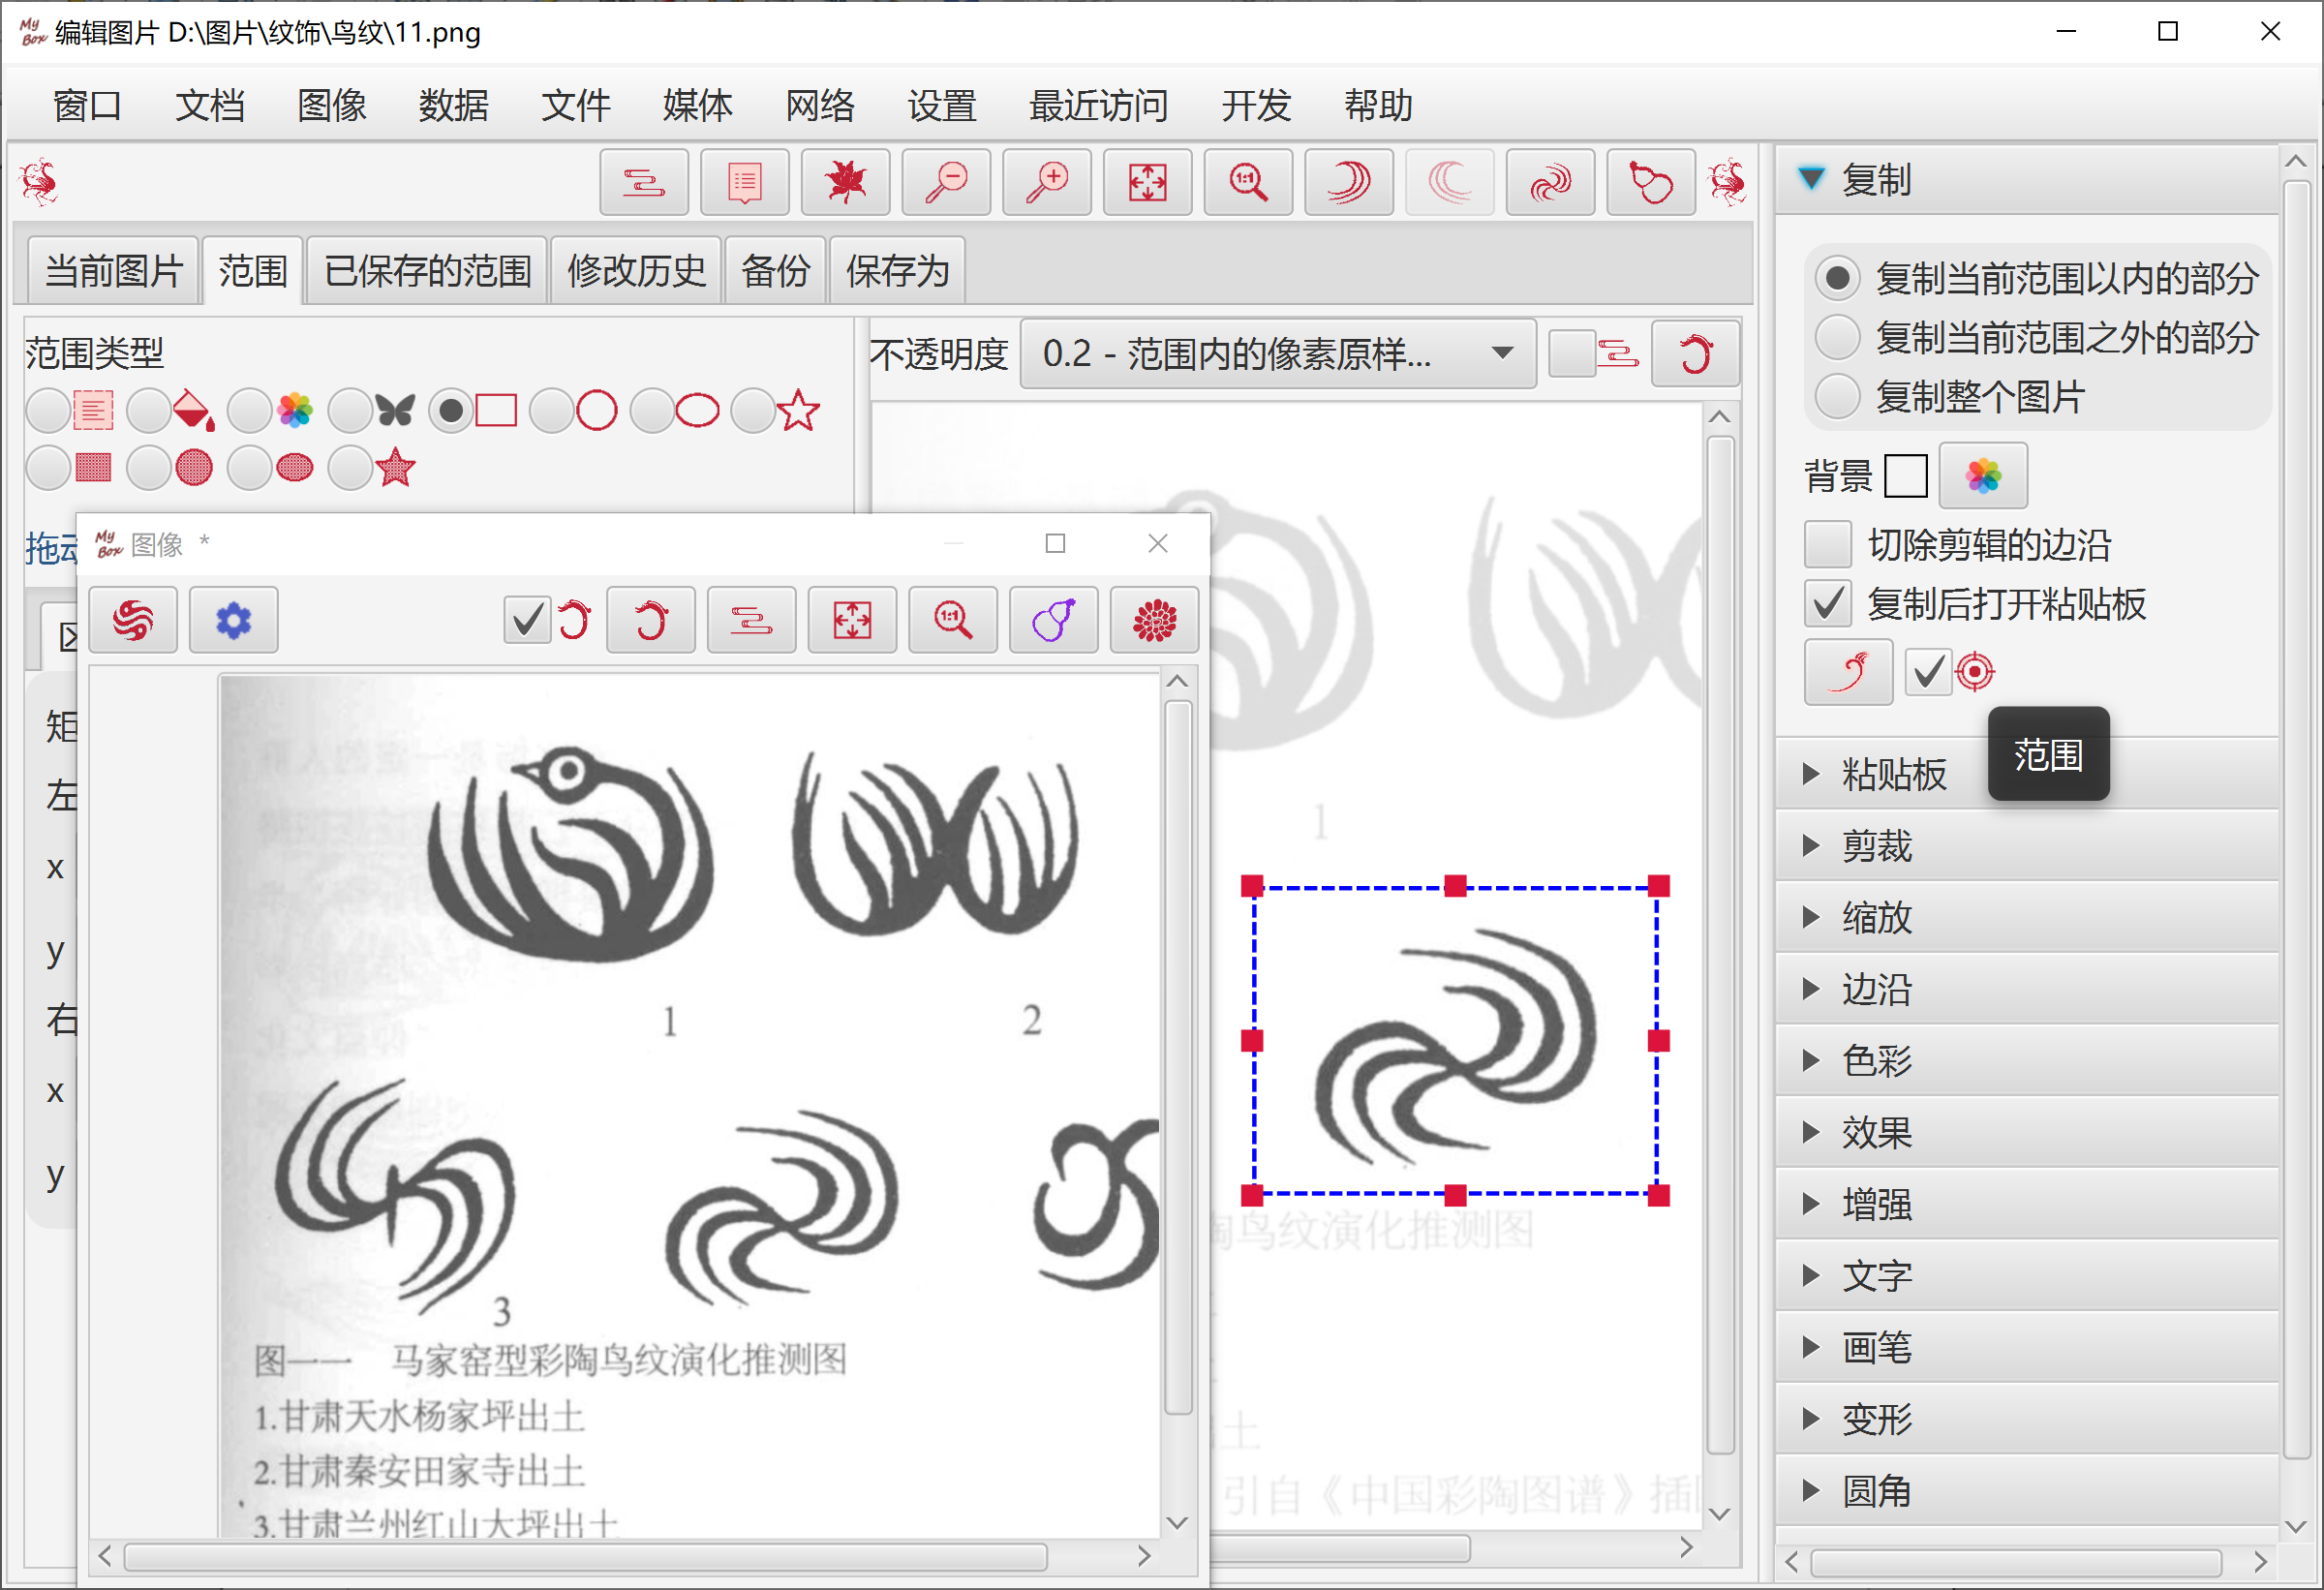 My Box 编辑图片 D:\图片\纹饰\鸟纹\11.png
窗口 文档 图像 数据 文件 媒体 网络 设置 最近访问 开发 帮助
当前图片 范围 已保存的范围 修改历史 备份 保存为
范围类型
不透明度 0.2 - 范围内的像素原样...
拖动
My Box 图像 *
矩
左
x
y
右
x
y
1
2
3
图一一 马家窑型彩陶鸟纹演化推测图
1.甘肃天水杨家坪出土
2.甘肃秦安田家寺出土
3.甘肃兰州红山大坪出土
1
陶鸟纹演化推测图
出土
引自《中国彩陶图谱》插
复制
复制当前范围以内的部分
复制当前范围之外的部分
复制整个图片
背景
切除剪辑的边沿
复制后打开粘贴板
范围
粘贴板
剪裁
缩放
边沿
色彩
效果
增强
文字
画笔
变形
圆角